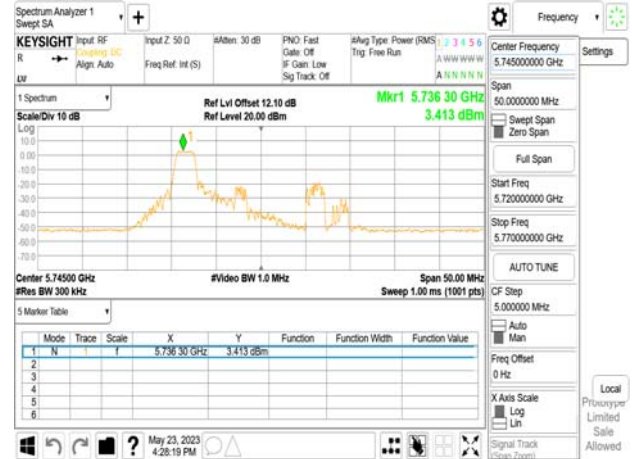 Spectrum Analyzer 1
Swept SA
+
Frequency
KEYSIGHT
R
Input: RF
Coupling: DC
Align: Auto
Input Z: 50 Ω
Freq Ref: Int (S)
#Atten: 30 dB
PNO: Fast
Gate: Off
IF Gain: Low
Sig Track: Off
#Avg Type: Power (RMS
Trig: Free Run
1 2 3 4 5 6
A W W W W W
A N N N N N
1 Spectrum
Scale/Div 10 dB
Ref Lvl Offset 12.10 dB
Ref Level 20.00 dBm
Mkr1 5.736 30 GHz
3.413 dBm
Log
10.0
0.00
-10.0
-20.0
-30.0
-40.0
-50.0
-60.0
-70.0
1
Center 5.74500 GHz
#Video BW 1.0 MHz
Span 50.00 MHz
#Res BW 300 kHz
Sweep 1.00 ms (1001 pts)
5 Marker Table
Mode Trace Scale X Y Function Function Width Function Value
1 N 1 f 5.736 30 GHz 3.413 dBm
2
3
4
5
6
May 23, 2023
4:28:19 PM
Center Frequency
5.745000000 GHz
Settings
Span
50.0000000 MHz
Swept Span
Zero Span
Full Span
Start Freq
5.720000000 GHz
Stop Freq
5.770000000 GHz
AUTO TUNE
CF Step
5.000000 MHz
Auto
Man
Freq Offset
0 Hz
X Axis Scale
Log
Lin
Signal Track
(Span Zoom)
Local
Prototype
Limited
Sale
Allowed